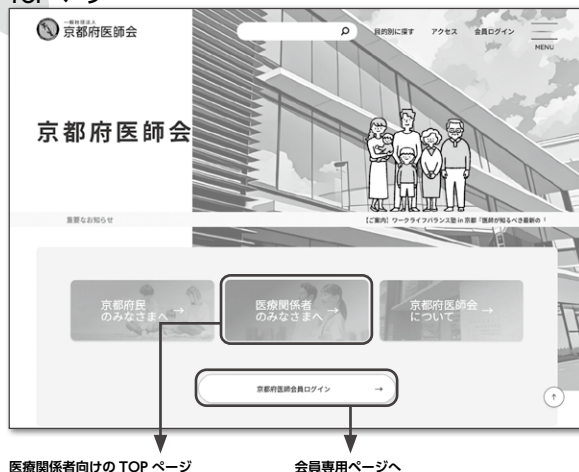 TOP ページ
一般社団法人
京都府医師会
目的別に探す
アクセス
会員ログイン
MENU
京都府医師会
重要なお知らせ
【ご案内】ワークライフバランス塾 in 京都「医師が知るべき最新の「
京都府民
のみなさまへ →
医療関係者
のみなさまへ →
京都府医師会
について →
京都府医師会員ログイン →
↑
医療関係者向けの TOP ページ
会員専用ページへ